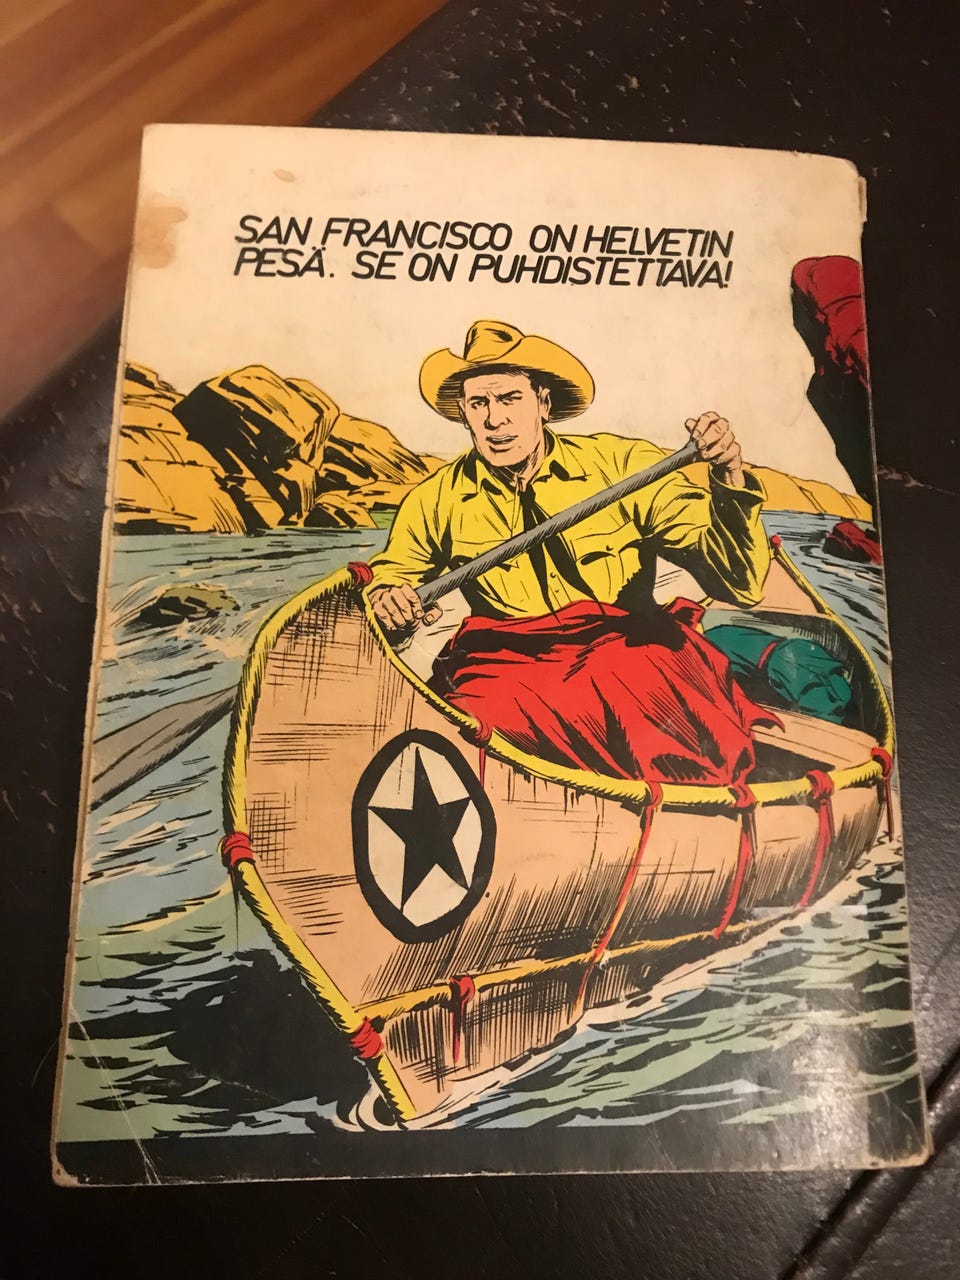 SAN FRANCISCO ON HELVETIN
PESÄ. SE ON PUHDISTETTAVA!